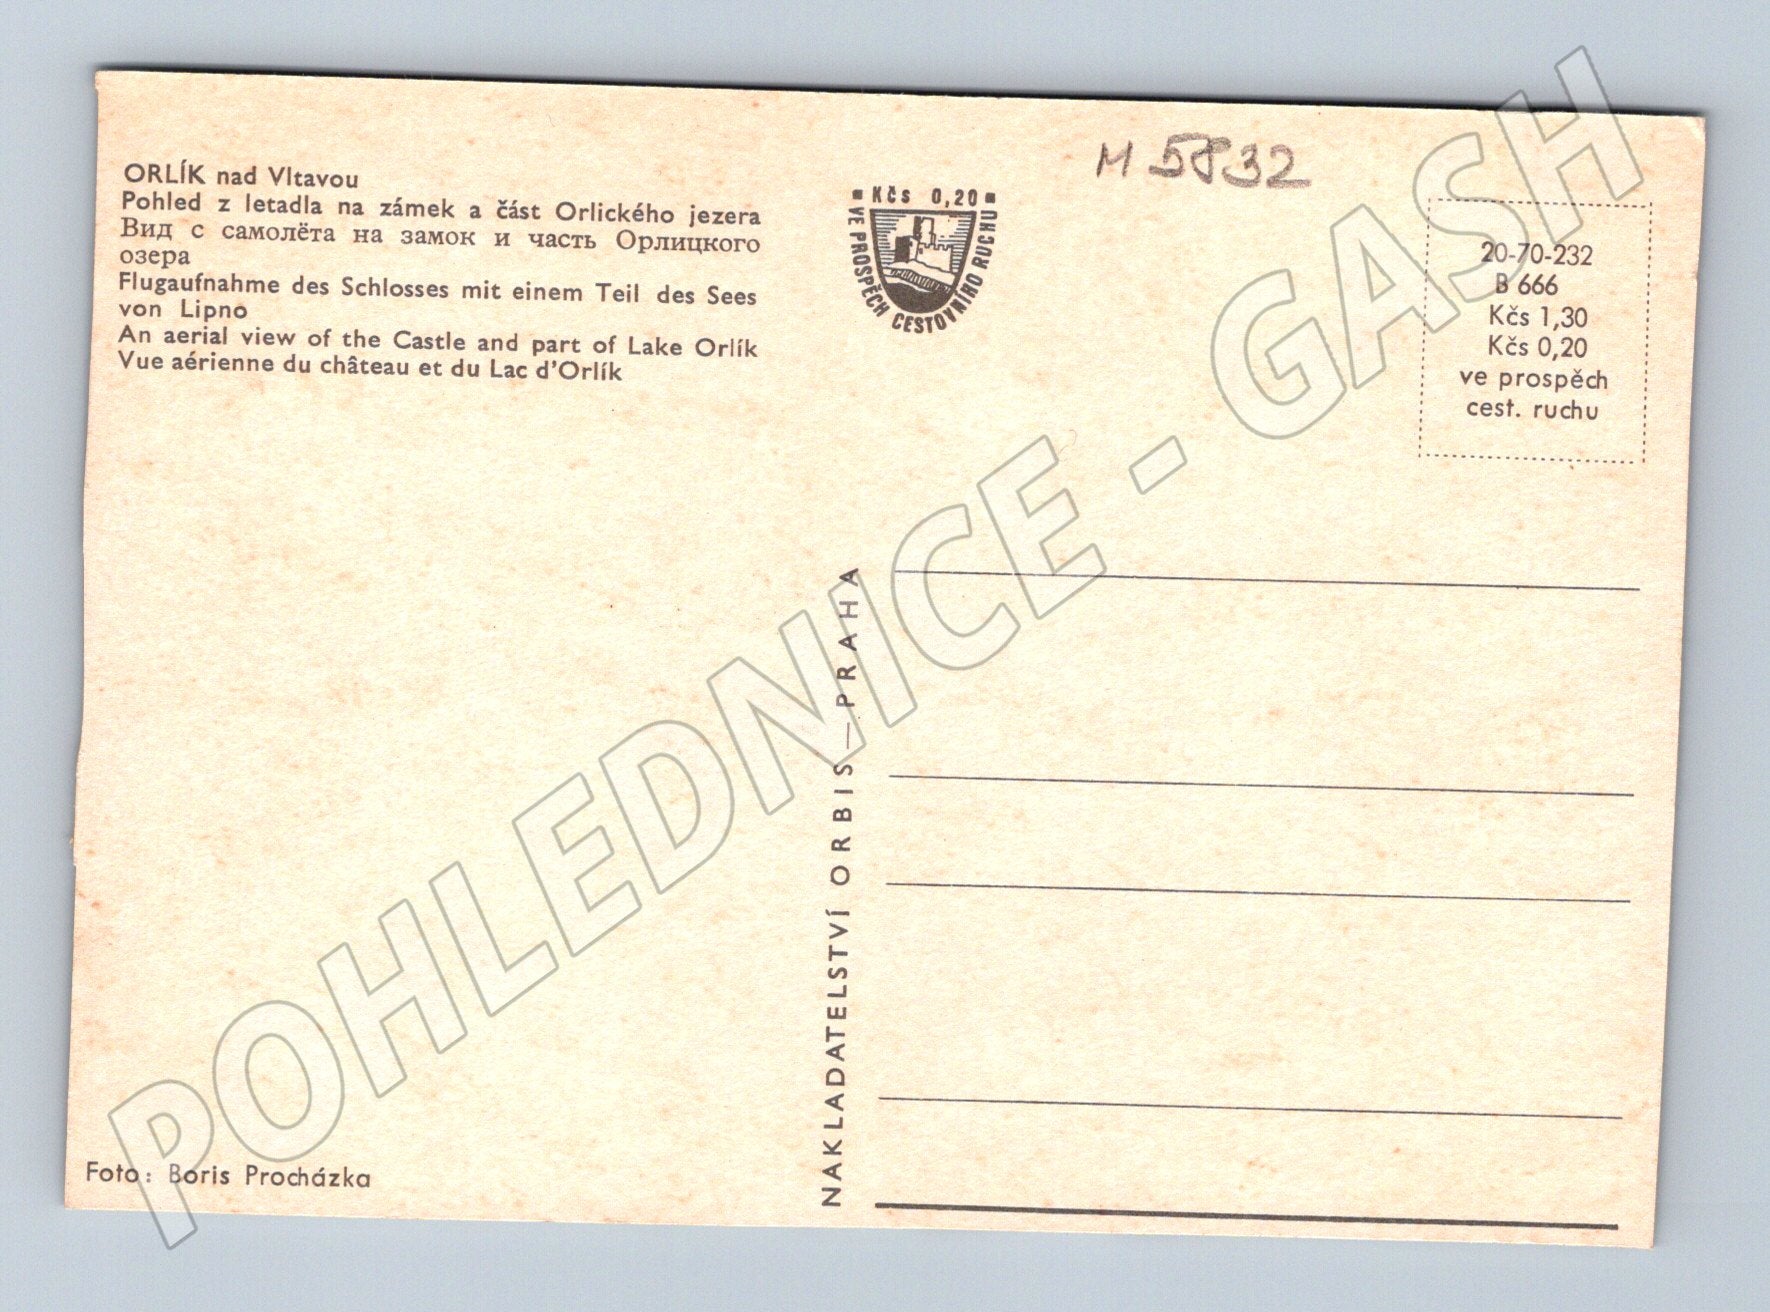 ORLÍK nad Vltavou
Pohled z letadla na zámek a část Orlického jezera
Вид с самолёта на замок и часть Орлицкого
озера
Flugaufnahme des Schlosses mit einem Teil des Sees
von Lipno
An aerial view of the Castle and part of Lake Orlík
Vue aérienne du château et du Lac d'Orlík
Kčs 0,20
VE PROSPĚCH CESTOVNÍHO RUCHU
M 5832
20-70-232
B 666
Kčs 1,30
Kčs 0,20
ve prospěch
cest. ruchu
NAKLADATELSTVÍ ORBIS — PRAHA
Foto: Boris Procházka
POHLEDNICE - GASH